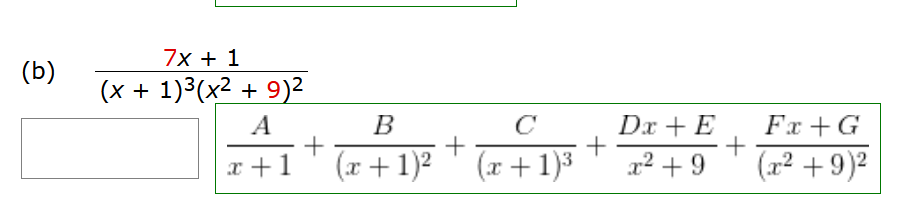 (b) (7x + 1)/((x + 1)³(x² + 9)²)
A/(x + 1) + B/((x + 1)²) + C/((x + 1)³) + (Dx + E)/(x² + 9) + (Fx + G)/((x² + 9)²)